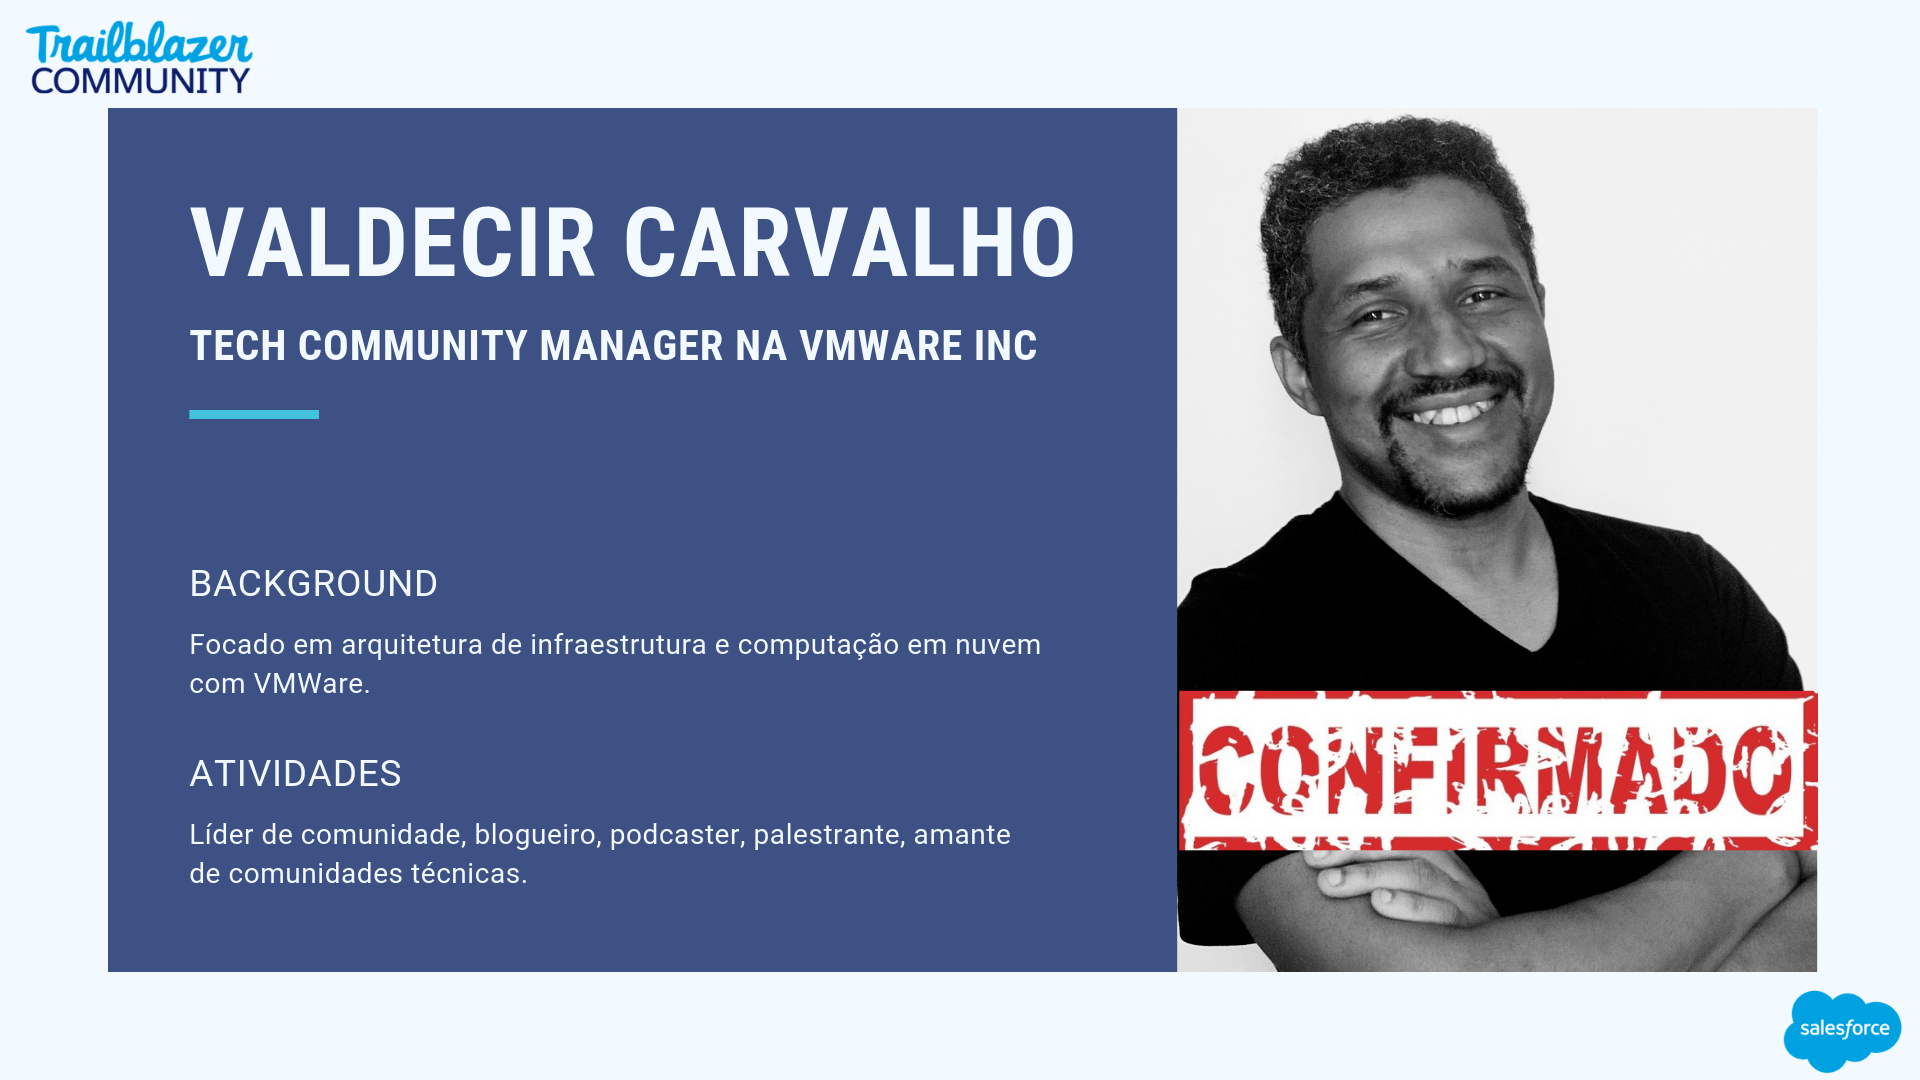 Trailblazer
COMMUNITY
VALDECIR CARVALHO
TECH COMMUNITY MANAGER NA VMWARE INC
BACKGROUND
Focado em arquitetura de infraestrutura e computação em nuvem
com VMWare.
ATIVIDADES
Líder de comunidade, blogueiro, podcaster, palestrante, amante
de comunidades técnicas.
CONFIRMADO
salesforce